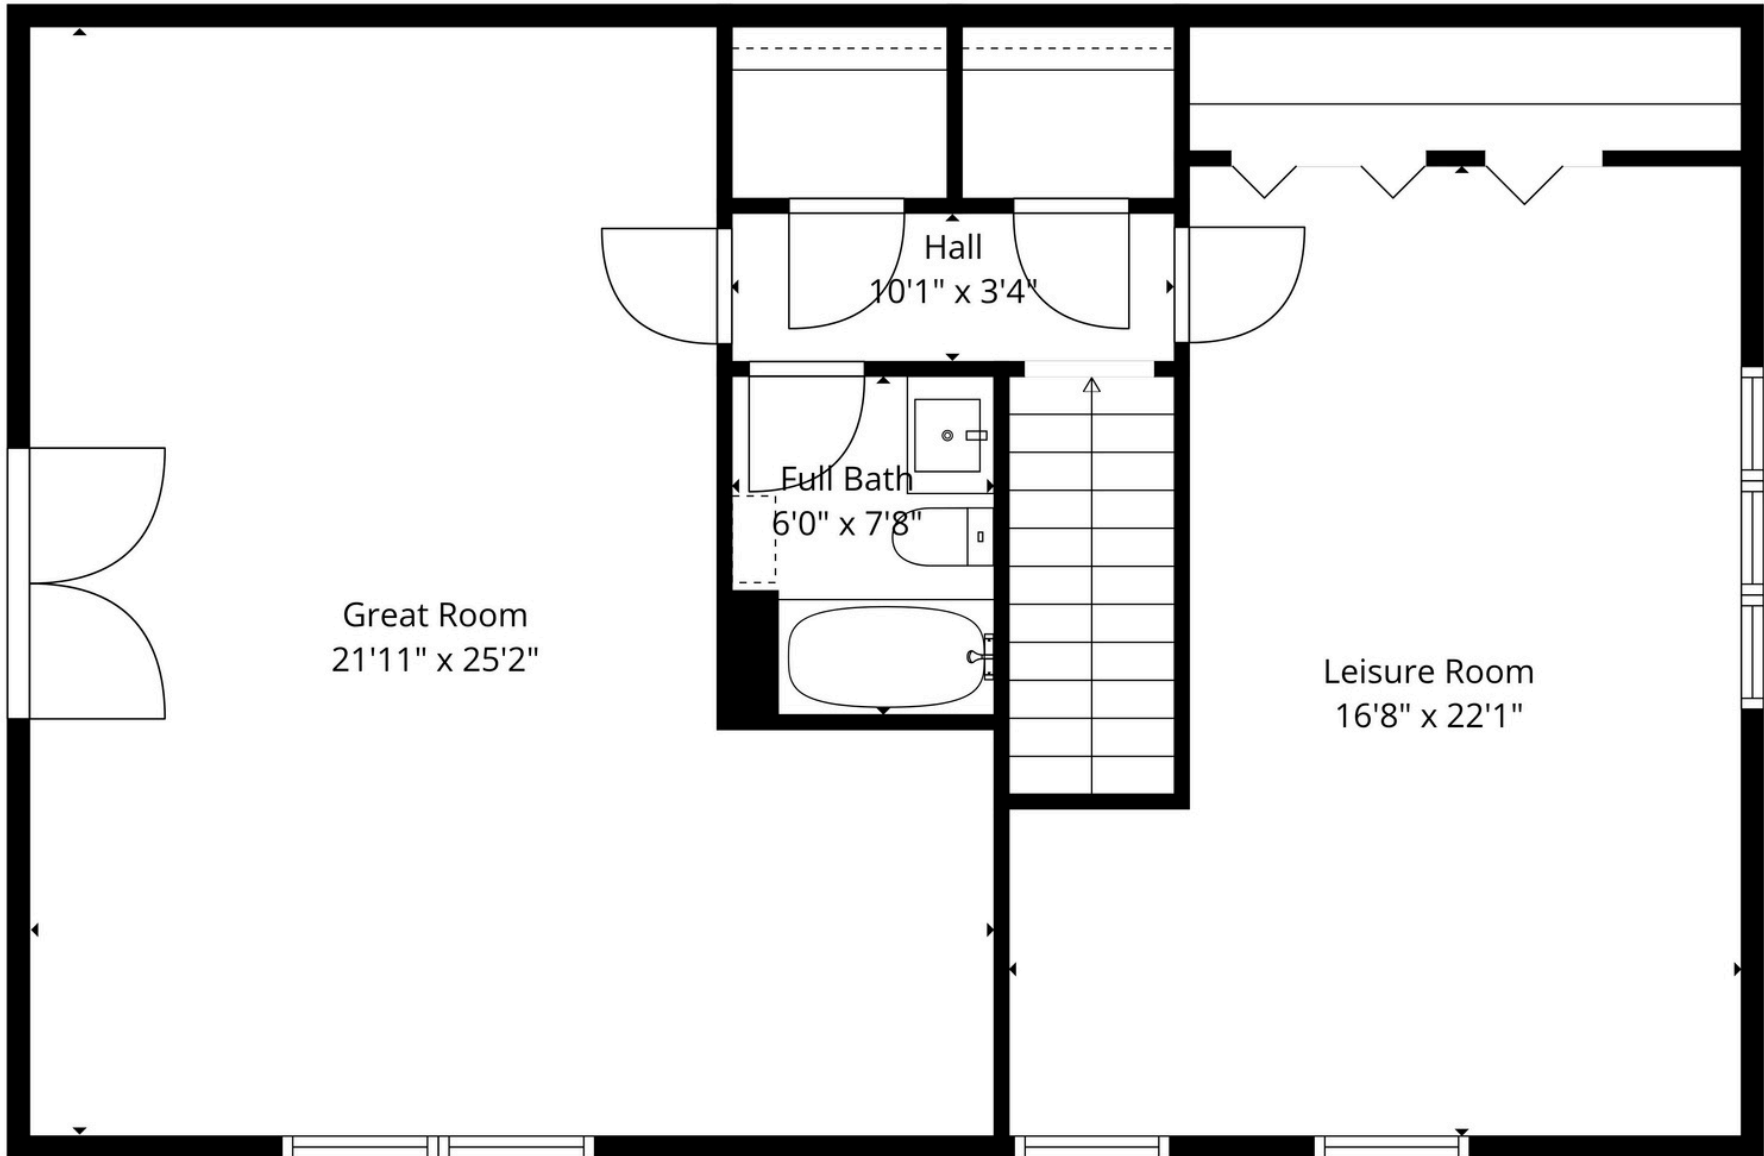 Hall
10'1" x 3'4"
Full Bath
6'0" x 7'8"
Great Room
21'11" x 25'2"
Leisure Room
16'8" x 22'1"